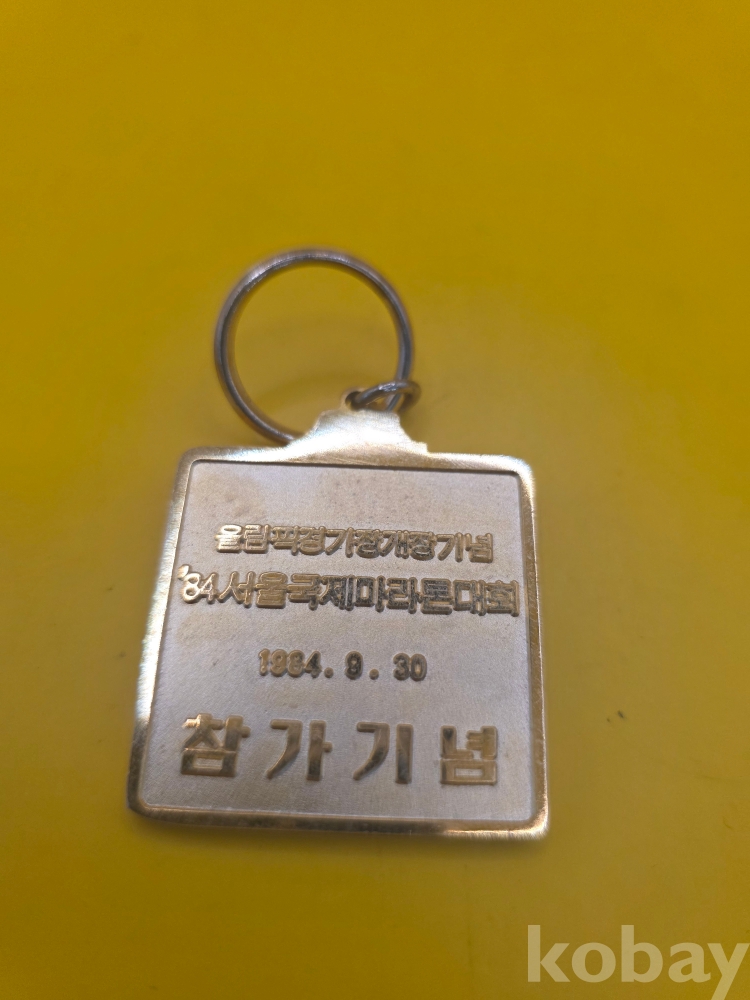 올림픽경기장개장기념
'84서울국제마라톤대회
1984. 9. 30
참가기념
kobay